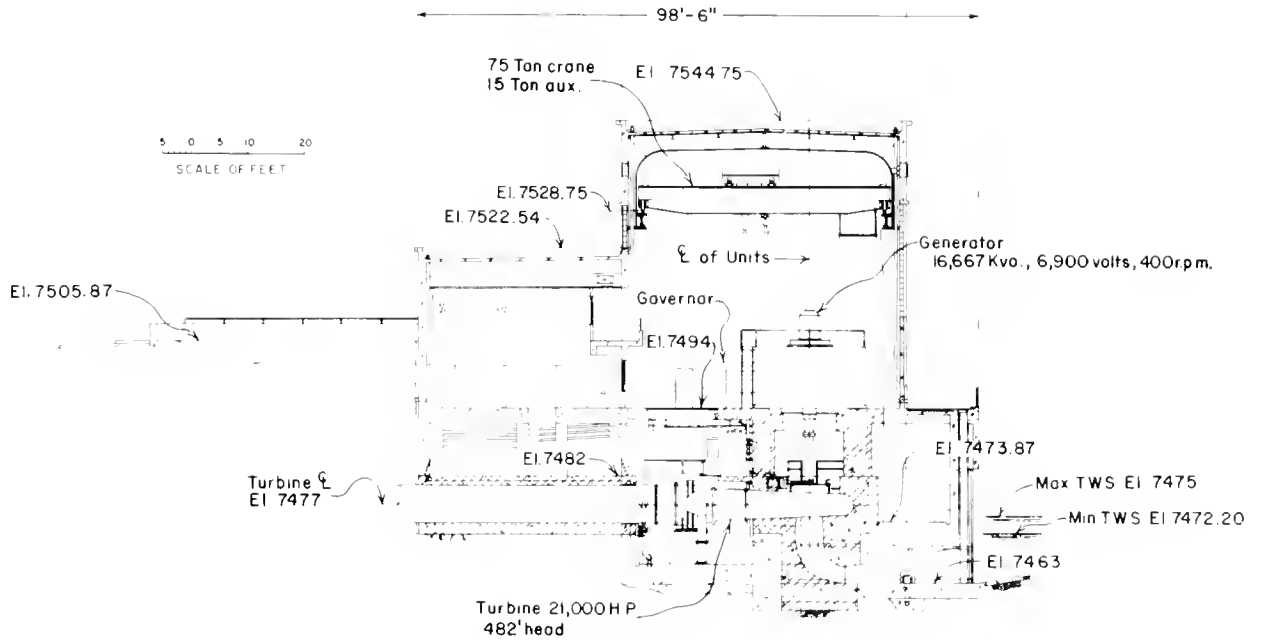 98'-6"
75 Ton crane
15 Ton aux.
El 7544 75
5 0 5 10 20
SCALE OF FEET
El. 7528.75
El. 7522.54
Generator
16,667 Kva., 6,900 volts, 400 r.p.m.
℄ of Units
El. 7505.87
Governor
El. 7494
El. 7482
El 7473.87
Turbine ℄
El 7477
Max TWS El 7475
Min TWS El 7472.20
El 7463
Turbine 21,000 H P
482' head